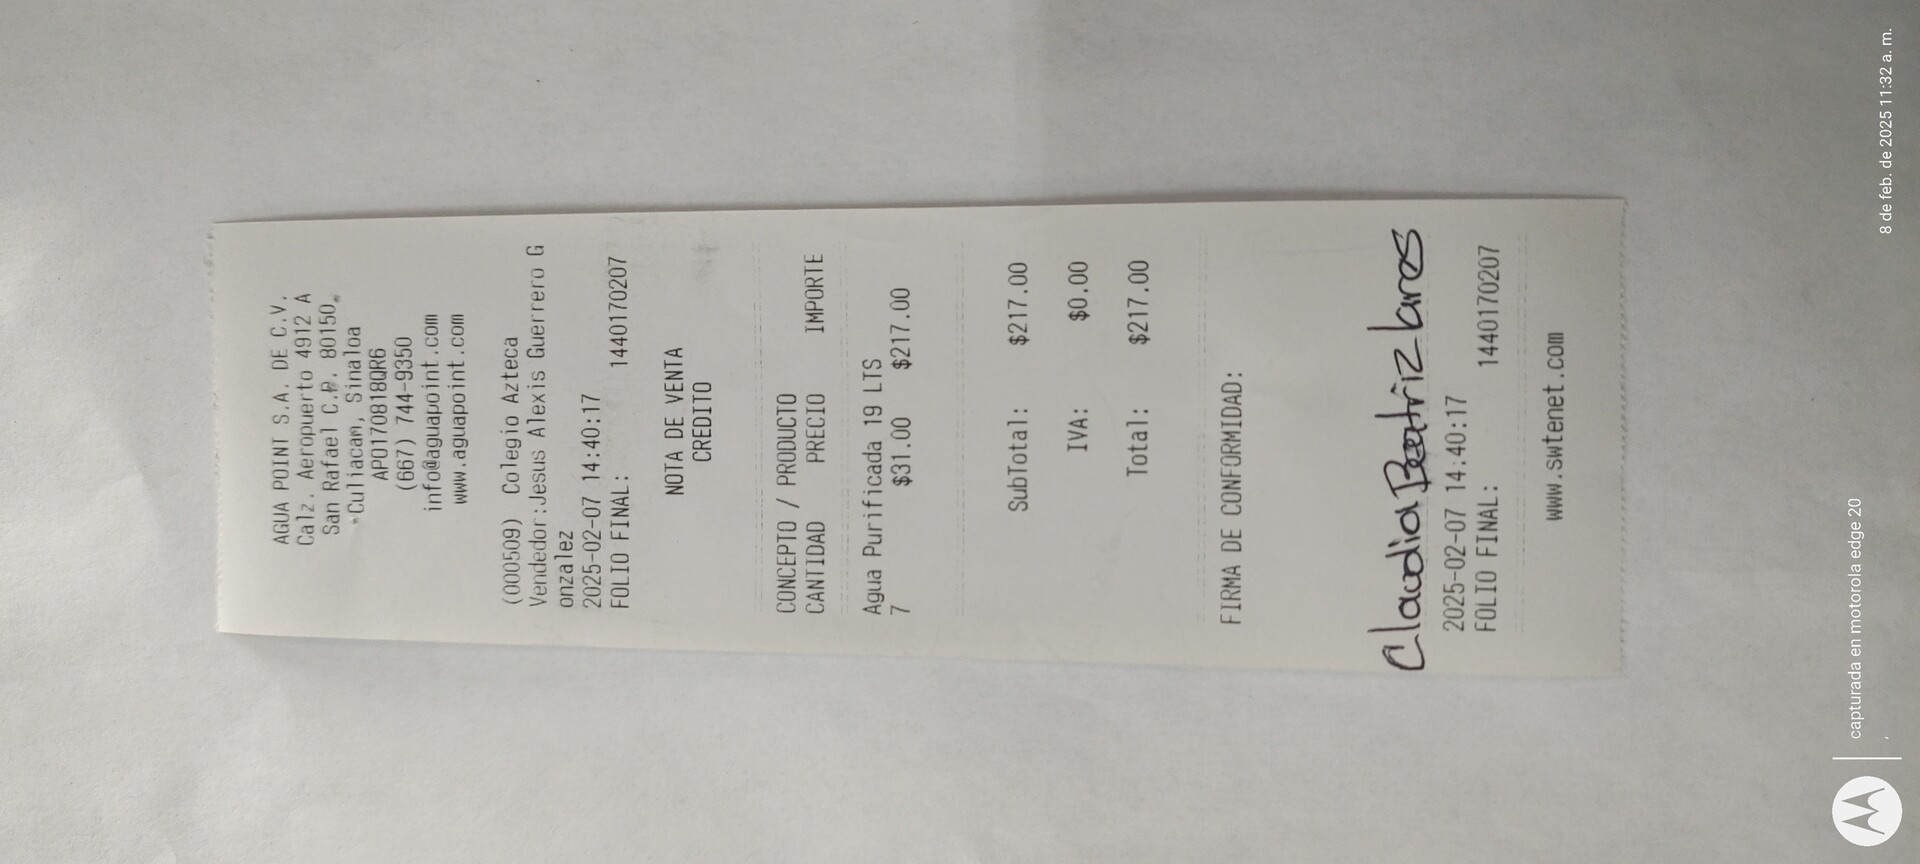 AGUA POINT S.A. DE C.V.
Calz. Aeropuerto 4912 A
San Rafael C.P. 80150,
Culiacan, Sinaloa
APO170818QR6
(667) 744-9350
info@aguapoint.com
www.aguapoint.com
(000509) Colegio Azteca
Vendedor:Jesus Alexis Guerrero G
onzalez
2025-02-07 14:40:17
FOLIO FINAL: 1440170207
NOTA DE VENTA
CREDITO
CONCEPTO / PRODUCTO
CANTIDAD PRECIO IMPORTE
Agua Purificada 19 LTS
7 $31.00 $217.00
SubTotal: $217.00
IVA: $0.00
Total: $217.00
FIRMA DE CONFORMIDAD:
Claudia Beatriz Lares
2025-02-07 14:40:17
FOLIO FINAL: 1440170207
www.swtenet.com
capturada en motorola edge 20
8 de feb. de 2025 11:32 a. m.